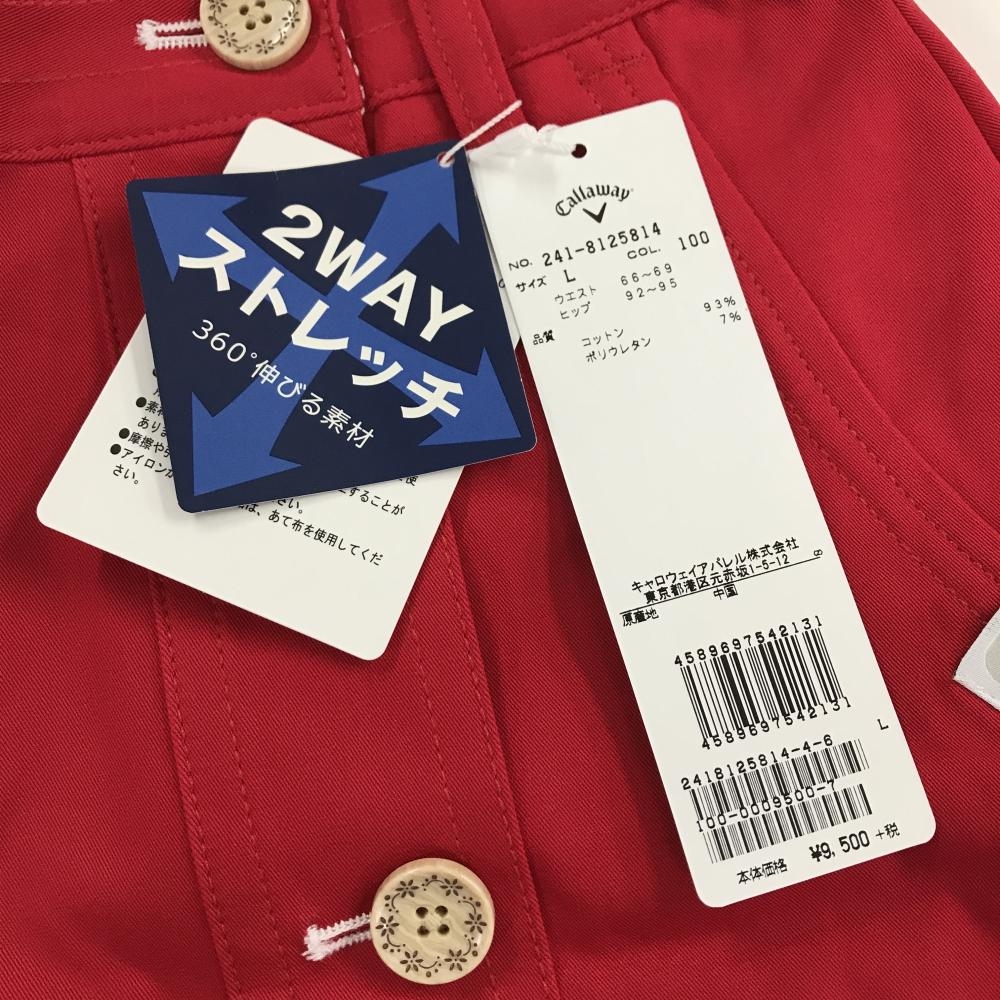 2WAY
ストレッチ
360°伸びる素材
Callaway
NO. 241-8125814
COL. 100
サイズ L
ウエスト 66～69
ヒップ 92～95
品質 コットン 93%
ポリウレタン 7%
キャロウェイアパレル株式会社
東京都港区元赤坂1-5-12 8
原産地 中国
4589697542131
4589697542131
L
2418125814-4-6
100-0009500-7
本体価格 ¥9,500 +税
●素
あり
●摩擦や
●アイロン
することが
さい。
は、あて布を使用してくだ
さい。